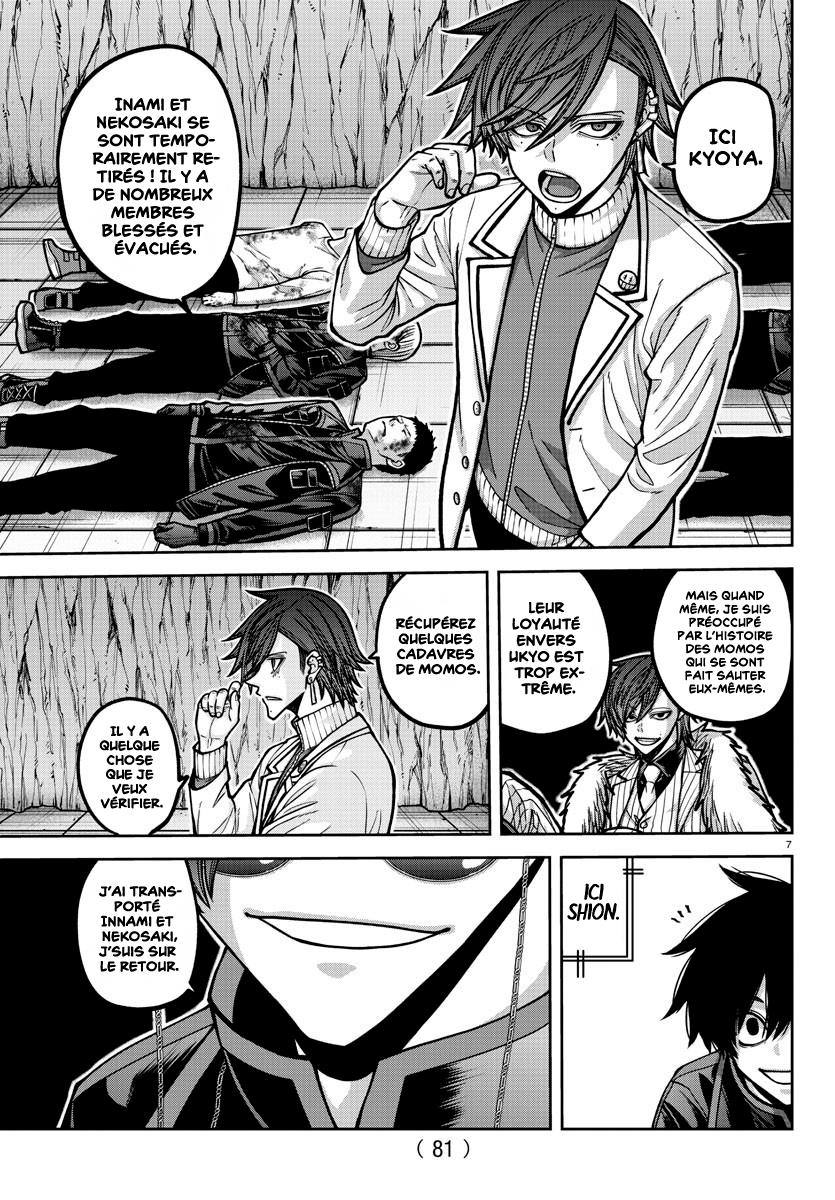 ICI
KYOYA.
INAMI ET
NEKOSAKI SE
SONT TEMPO-
RAIREMENT RE-
TIRÉS ! IL Y A
DE NOMBREUX
MEMBRES
BLESSÉS ET
ÉVACUÉS.
MAIS QUAND
MÊME, JE SUIS
PRÉOCCUPÉ
PAR L'HISTOIRE
DES MOMOS
QUI SE SONT
FAIT SAUTER
EUX-MÊMES.
LEUR
LOYAUTÉ
ENVERS
UKYO EST
TROP EX-
TRÊME.
RÉCUPÉREZ
QUELQUES
CADAVRES
DE MOMOS.
IL Y A
QUELQUE
CHOSE
QUE JE
VEUX
VÉRIFIER.
7
ICI
SHION.
J'AI TRANS-
PORTÉ
INNAMI ET
NEKOSAKI,
J'SUIS SUR
LE RETOUR.
( 81 )